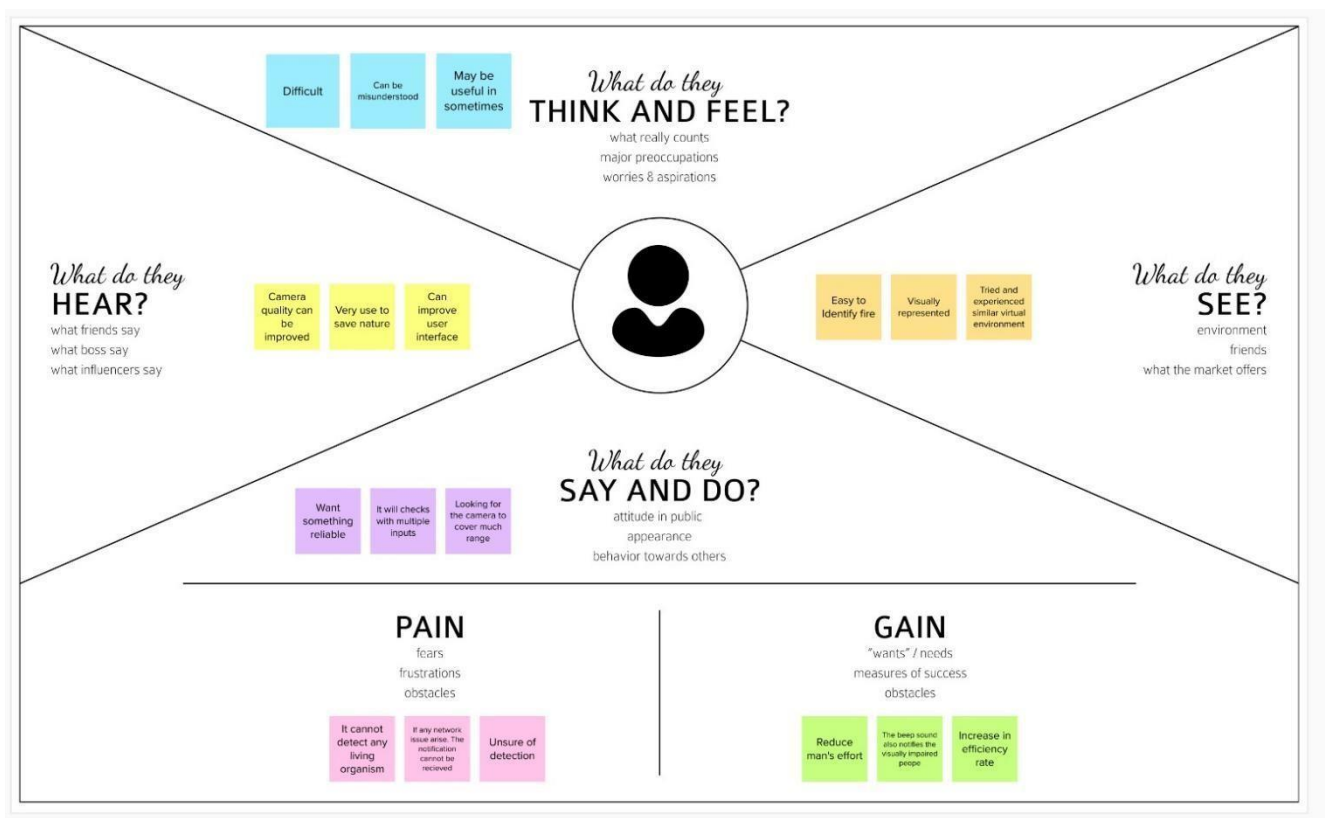 Difficult
Can be
misunderstood
May be
useful in
sometimes
What do they
THINK AND FEEL?
what really counts
major preoccupations
worries & aspirations
What do they
HEAR?
what friends say
what boss say
what influencers say
Camera
quality can
be
improved
Very use to
save nature
Can
improve
user
interface
Easy to
Identify fire
Visually
represented
Tried and
experienced
similar virtual
environment
What do they
SEE?
environment
friends
what the market offers
What do they
SAY AND DO?
attitude in public
appearance
behavior towards others
Want
something
reliable
It will checks
with multiple
inputs
Looking for
the camera to
cover much
range
PAIN
fears
frustrations
obstacles
It cannot
detect any
living
organism
If any network
issue arise. The
notification
cannot be
recieved
Unsure of
detection
GAIN
"wants" / needs
measures of success
obstacles
Reduce
man's effort
The beep sound
also notifies the
visually impaired
peope
Increase in
efficiency
rate